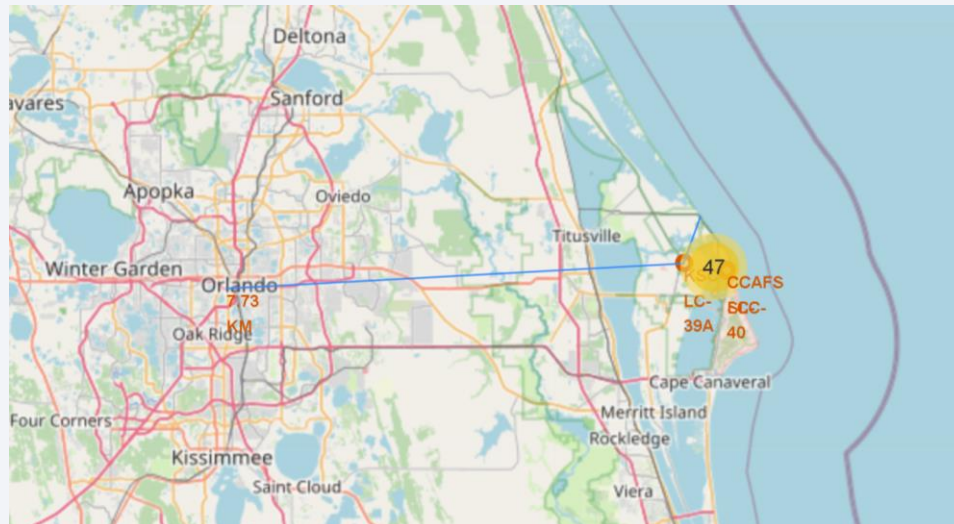 Deltona
Sanford
avares
Apopka
Oviedo
Titusville
Winter Garden
47
Orlando
CCAFS
7.73
LC-
KM
39A
40
Oak Ridge
Cape Canaveral
Four Corners
Merritt Island
Rockledge
Kissimmee
Saint Cloud
Viera